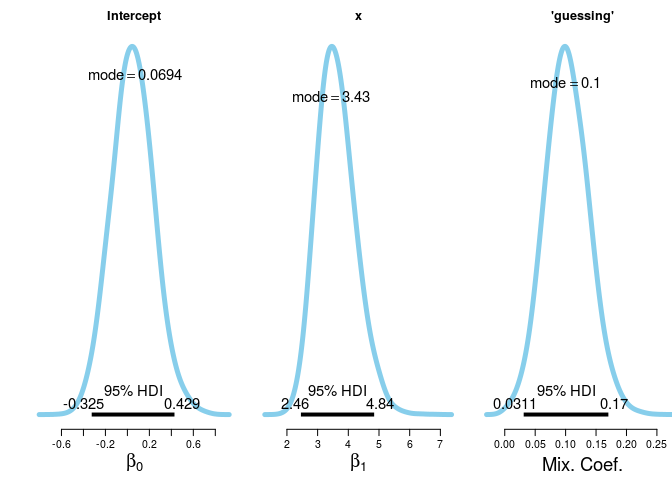 Intercept
mode = 0.0694
95% HDI
-0.325 0.429
-0.6 -0.2 0.2 0.6
β0
x
mode = 3.43
95% HDI
2.46 4.84
2 3 4 5 6 7
β1
'guessing'
mode = 0.1
95% HDI
0.0311 0.17
0.00 0.05 0.10 0.15 0.20 0.25
Mix. Coef.